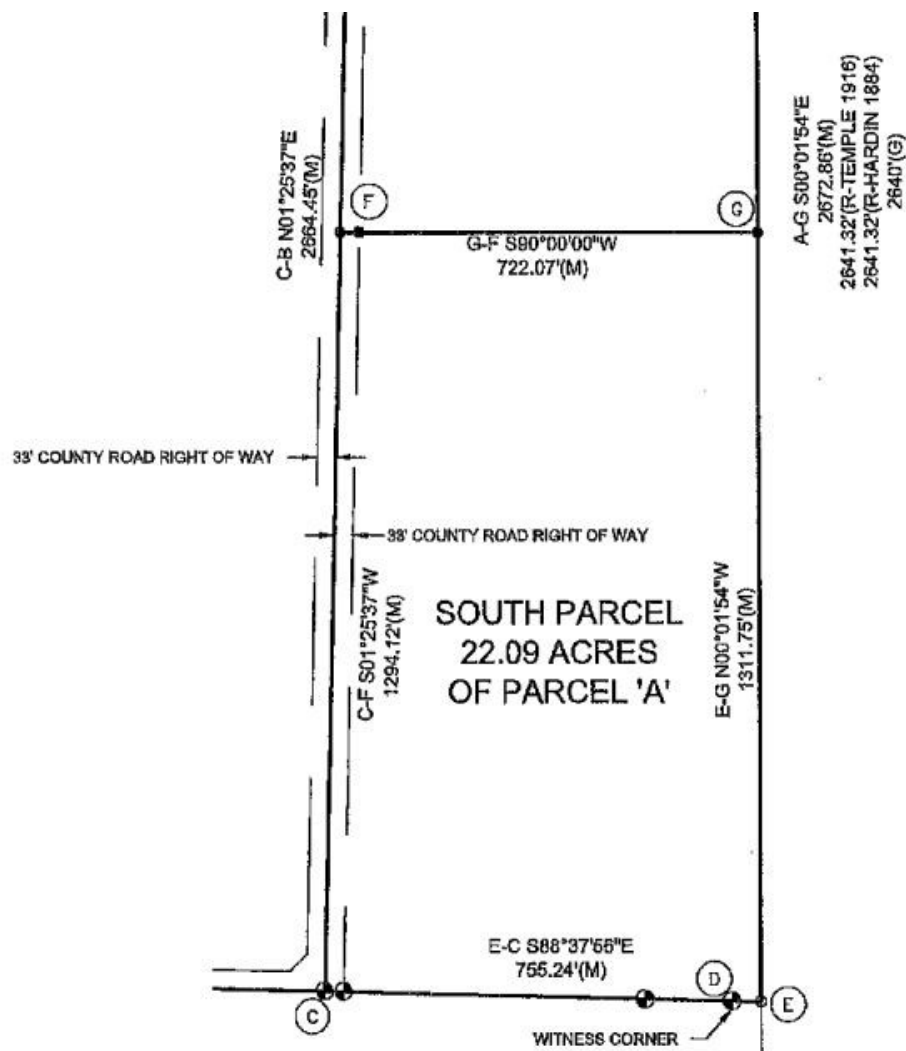 C-B N01°25'37"E
2664.45'(M)
A-G S00°01'54"E
2672.86'(M)
2641.32'(R-TEMPLE 1916)
2641.32'(R-HARDIN 1884)
2640'(G)
F
G
G-F S90°00'00"W
722.07'(M)
33' COUNTY ROAD RIGHT OF WAY
33' COUNTY ROAD RIGHT OF WAY
C-F S01°25'37"W
1294.12'(M)
SOUTH PARCEL
22.09 ACRES
OF PARCEL 'A'
E-G N00°01'54"W
1311.75'(M)
E-C S88°37'56"E
755.24'(M)
D
E
C
WITNESS CORNER